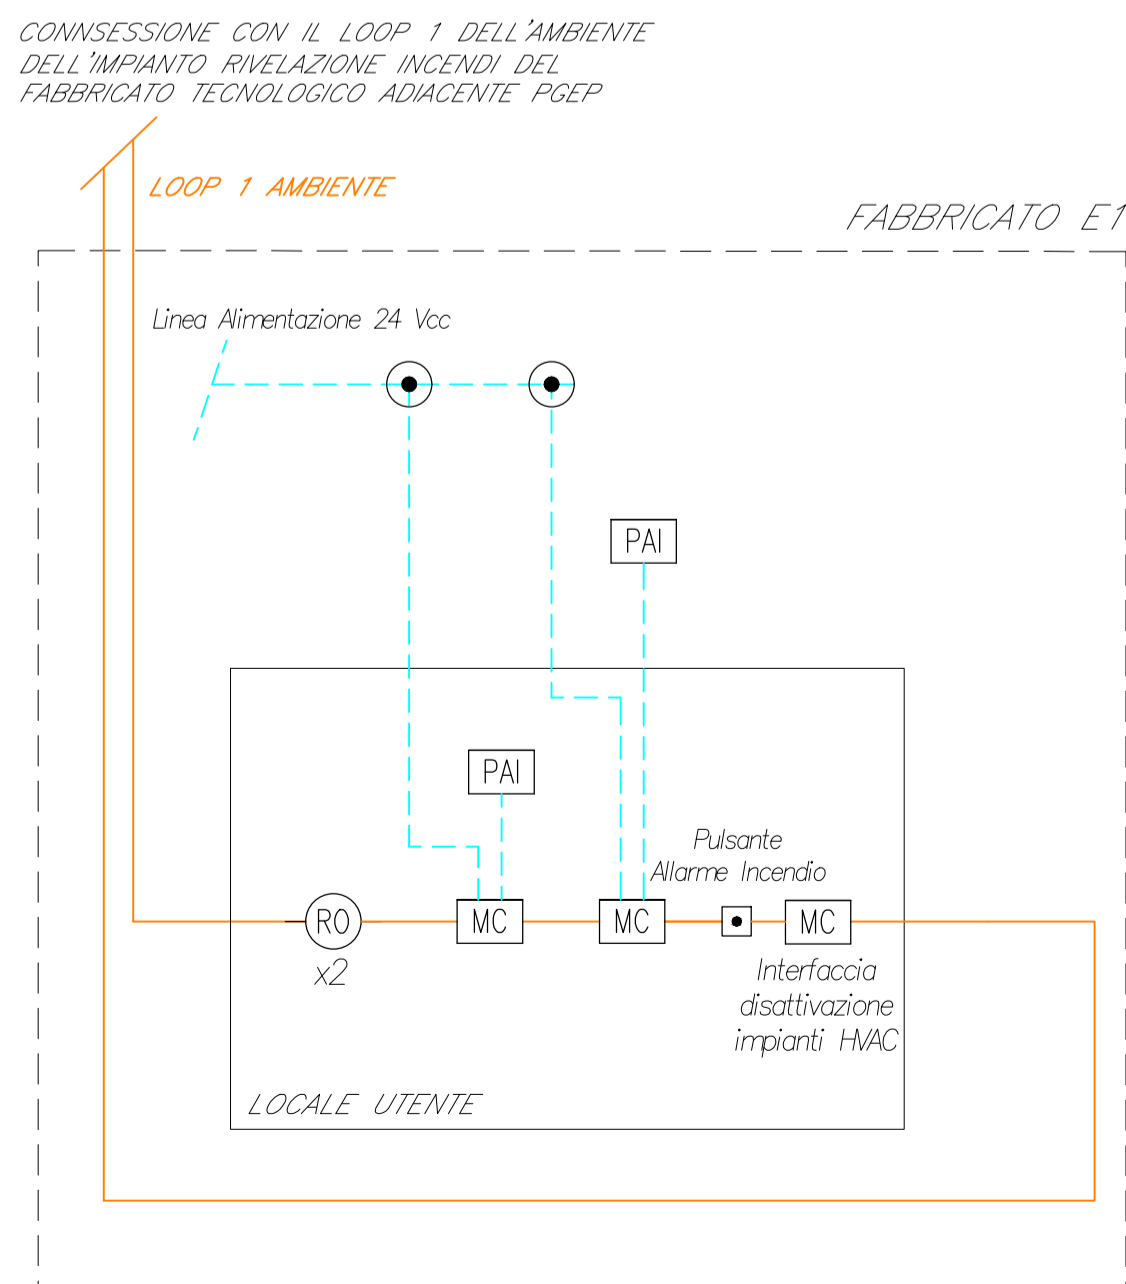 CONNSESSIONE CON IL LOOP 1 DELL'AMBIENTE
DELL'IMPIANTO RIVELAZIONE INCENDI DEL
FABBRICATO TECNOLOGICO ADIACENTE PGEP
LOOP 1 AMBIENTE
FABBRICATO E1
Linea Alimentazione 24 Vcc
PAI
PAI
Pulsante
Allarme Incendio
RO
MC
MC
MC
x2
Interfaccia
disattivazione
impianti HVAC
LOCALE UTENTE